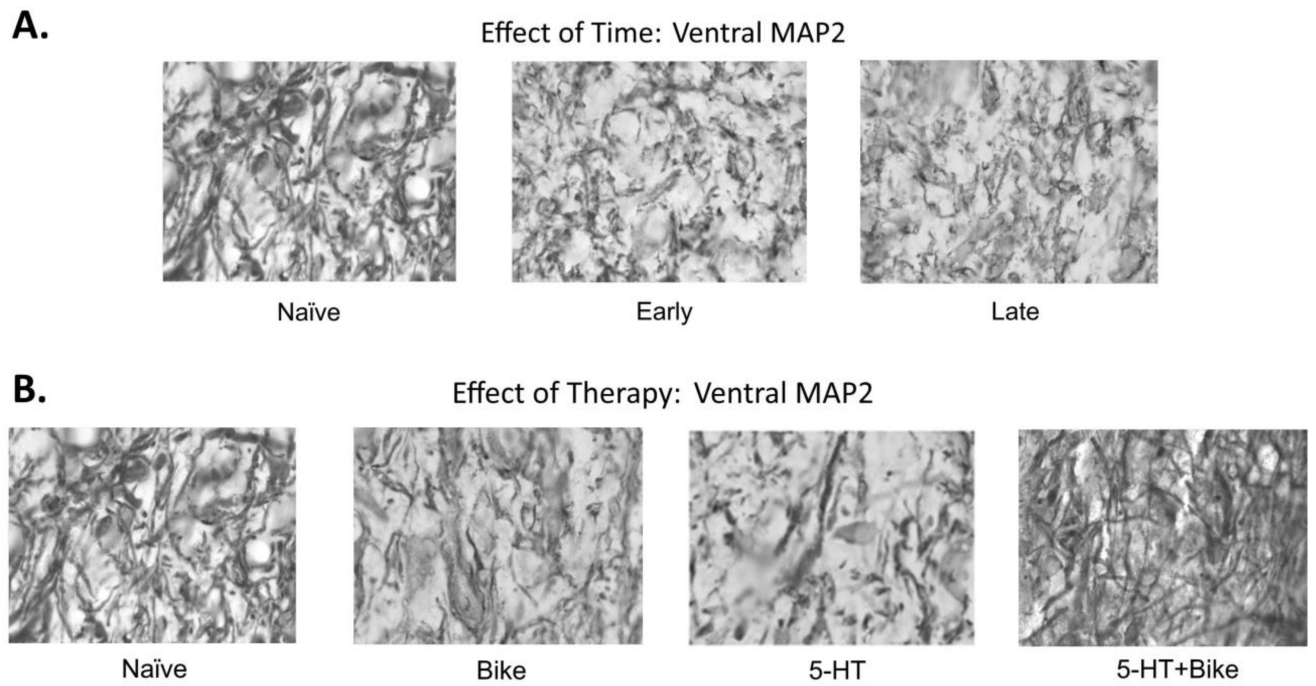 A.
Effect of Time: Ventral MAP2
Naïve
Early
Late
B.
Effect of Therapy: Ventral MAP2
Naïve
Bike
5-HT
5-HT+Bike